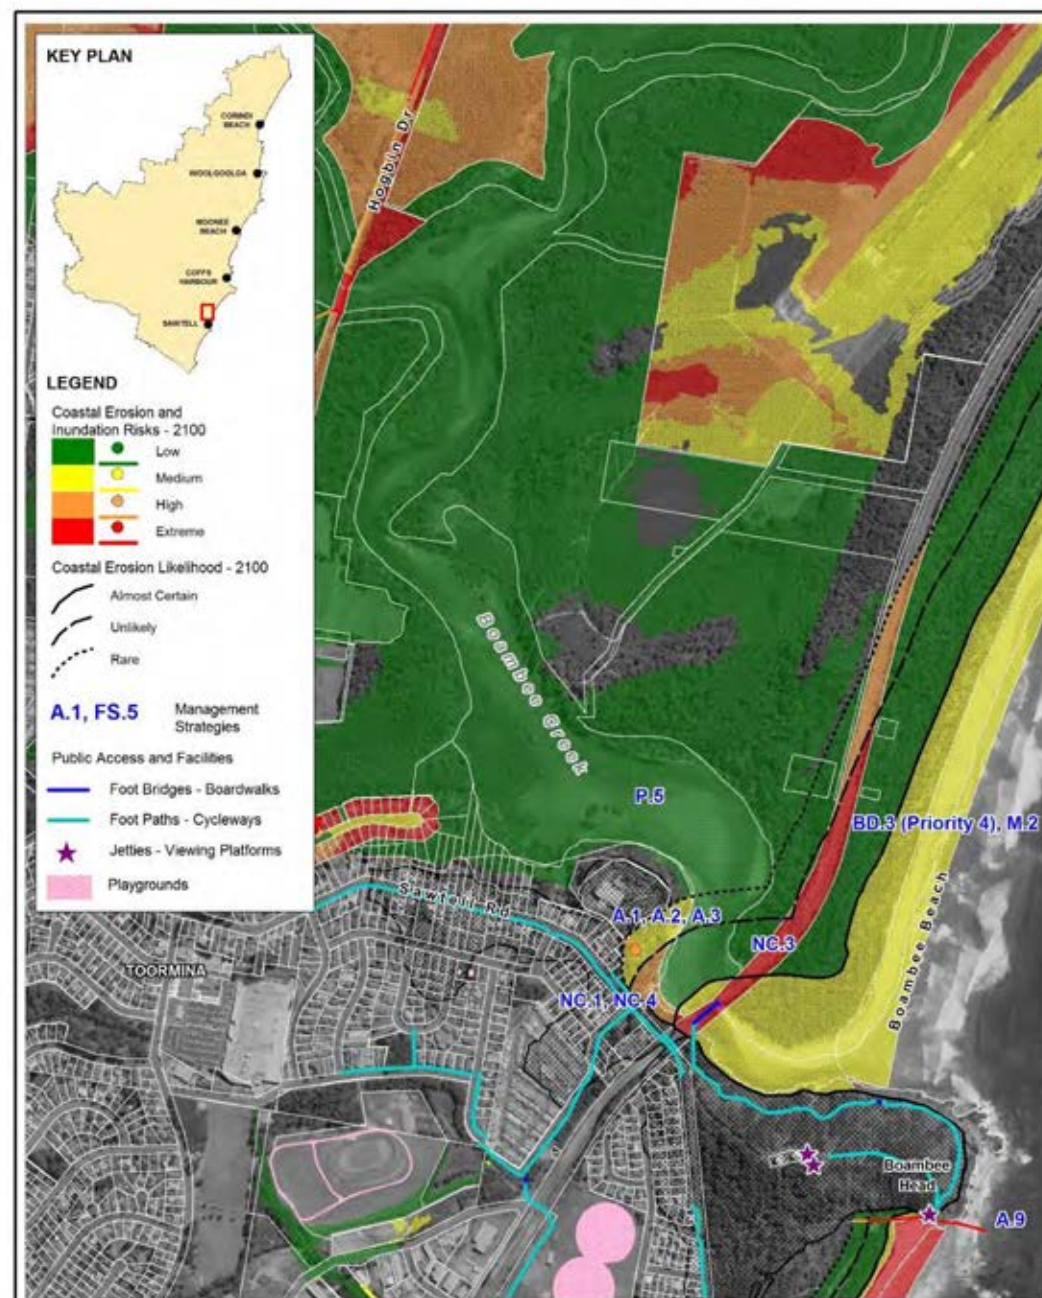 KEY PLAN
CORINDI
BEACH
WOOLGOOLGA
MOONEE
BEACH
COFFS
HARBOUR
SAWTELL
LEGEND
Coastal Erosion and
Inundation Risks - 2100
Low
Medium
High
Extreme
Coastal Erosion Likelihood - 2100
Almost Certain
Unlikely
Rare
A.1, FS.5
Management
Strategies
Public Access and Facilities
Foot Bridges - Boardwalks
Foot Paths - Cycleways
Jetties - Viewing Platforms
Playgrounds
Hogbin Dr
Boambee Creek
P.5
BD.3 (Priority 4), M.2
Sawtell Rd
A.1, A.2, A.3
NC.3
Boambee Beach
TOORMINA
NC.1, NC.4
Boambee
Head
A.9